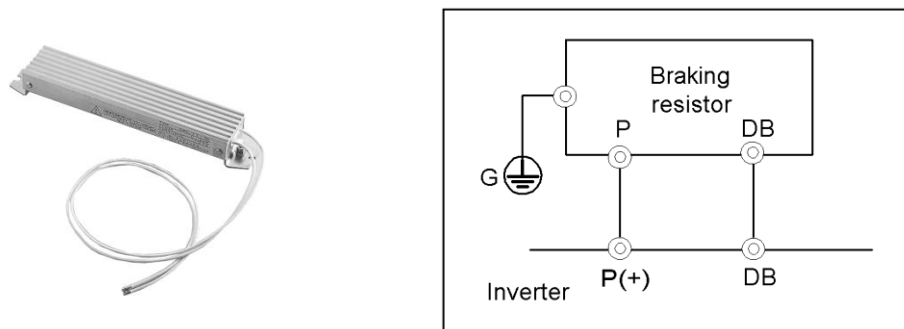 Braking
resistor
P
DB
G
Inverter
P(+)
DB